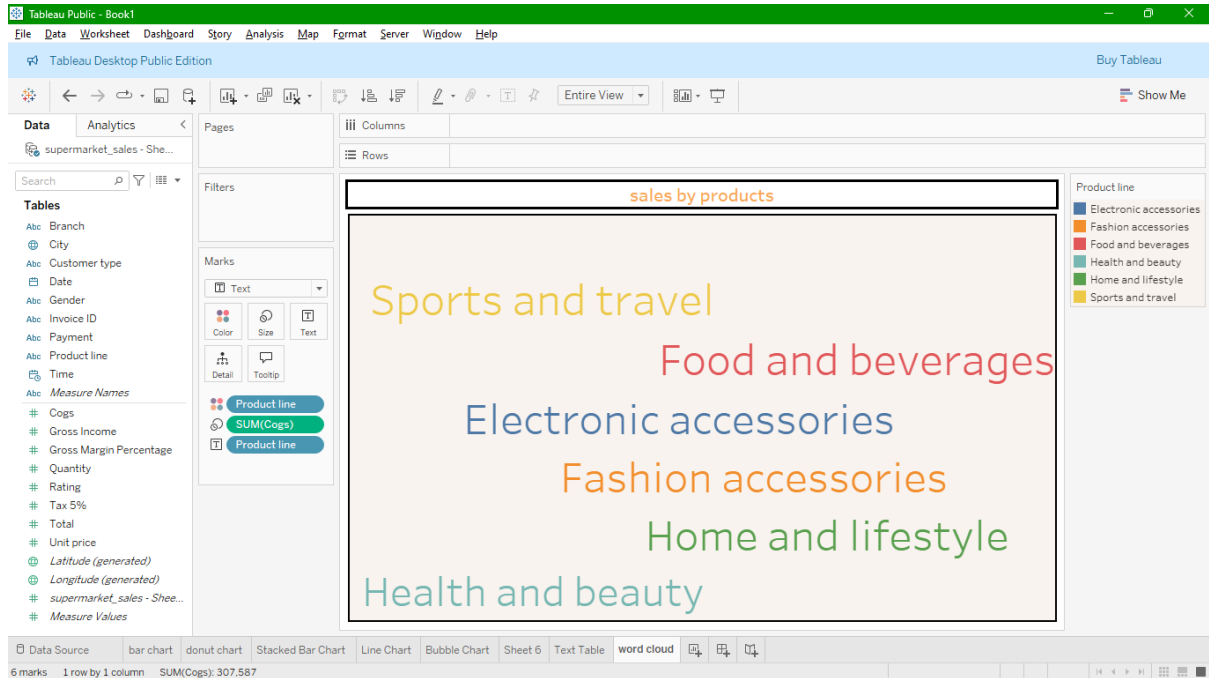 Tableau Public - Book1
File Data Worksheet Dashboard Story Analysis Map Format Server Window Help
Tableau Desktop Public Edition
Buy Tableau
Entire View
Show Me
Data Analytics
supermarket_sales - She...
Search
Tables
Abc Branch
City
Abc Customer type
Date
Abc Gender
Abc Invoice ID
Abc Payment
Abc Product line
Time
Abc Measure Names
# Cogs
# Gross Income
# Gross Margin Percentage
# Quantity
# Rating
# Tax 5%
# Total
# Unit price
Latitude (generated)
Longitude (generated)
# supermarket_sales - Shee...
# Measure Values
Pages
Filters
Marks
T Text
Color Size Text
Detail Tooltip
Product line
SUM(Cogs)
T Product line
Columns
Rows
sales by products
Sports and travel
Food and beverages
Electronic accessories
Fashion accessories
Home and lifestyle
Health and beauty
Product line
Electronic accessories
Fashion accessories
Food and beverages
Health and beauty
Home and lifestyle
Sports and travel
Data Source bar chart donut chart Stacked Bar Chart Line Chart Bubble Chart Sheet 6 Text Table word cloud
6 marks 1 row by 1 column SUM(Cogs): 307,587